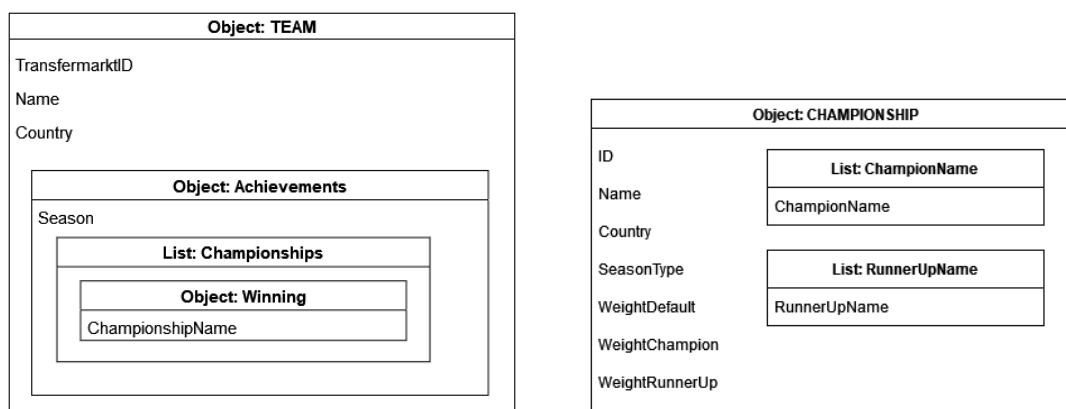 Object: TEAM
TransfermarktID
Name
Country
Object: Achievements
Season
List: Championships
Object: Winning
ChampionshipName
Object: CHAMPIONSHIP
ID
Name
Country
SeasonType
WeightDefault
WeightChampion
WeightRunnerUp
List: ChampionName
ChampionName
List: RunnerUpName
RunnerUpName